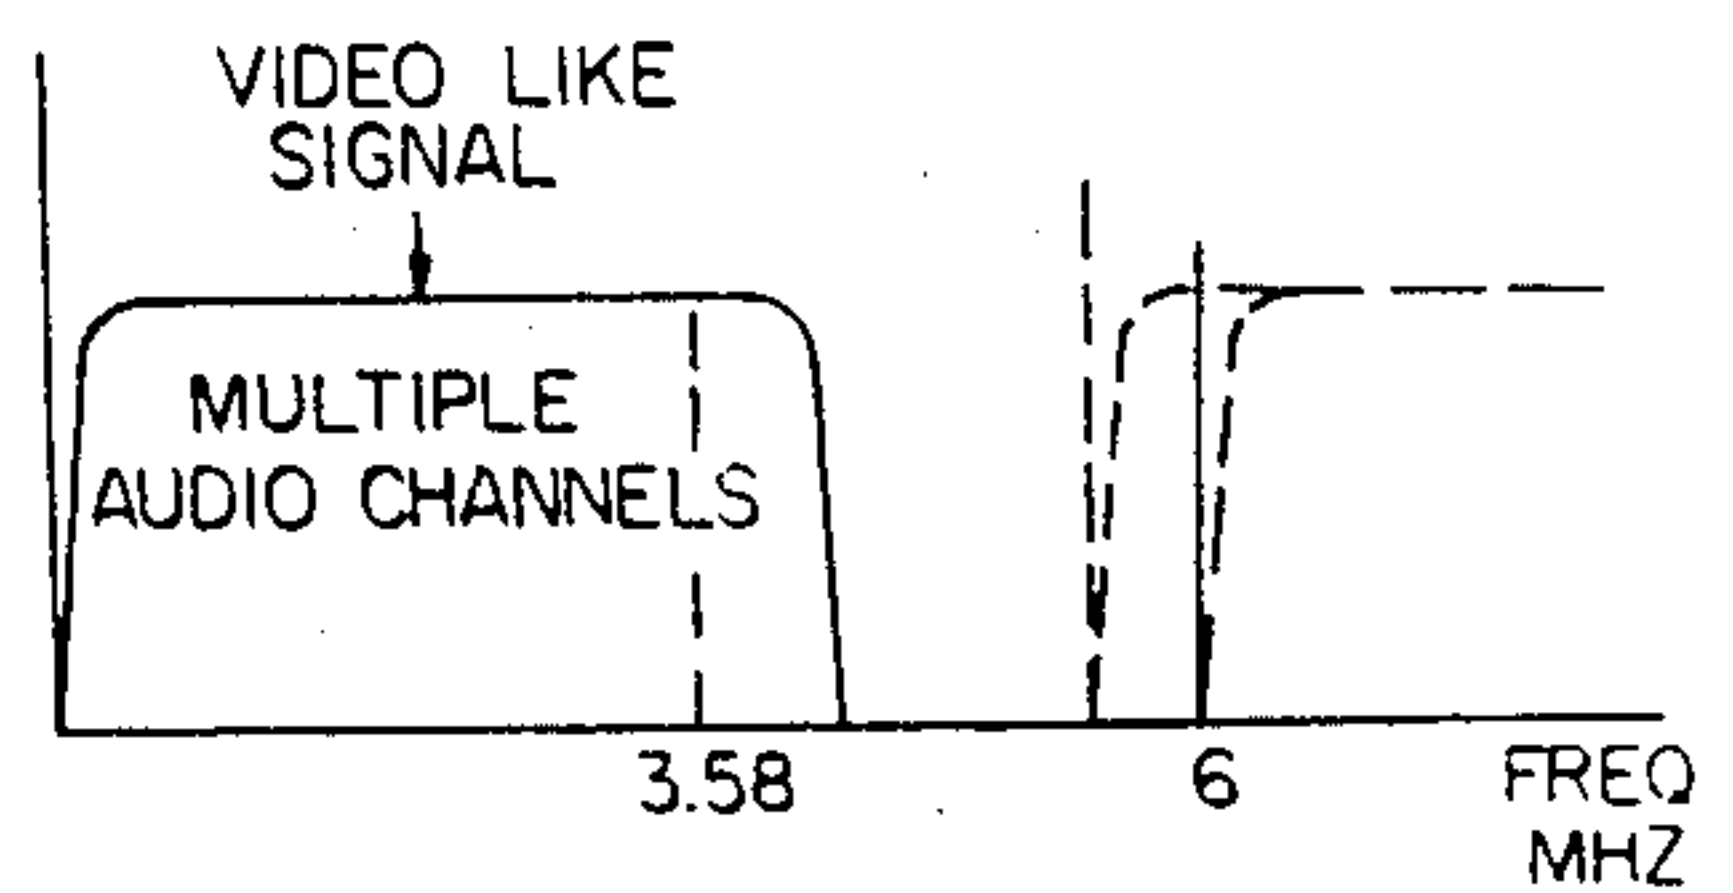 VIDEO LIKE
SIGNAL
MULTIPLE
AUDIO CHANNELS
3.58
6
FREQ
MHZ